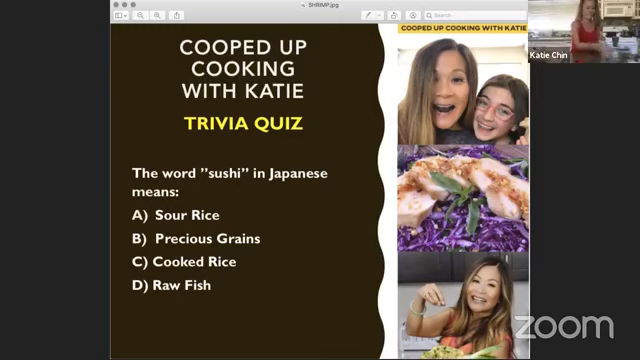 SHRIMP.jpg
Search
COOPED UP
COOKING
WITH KATIE
TRIVIA QUIZ
The word ”sushi” in Japanese
means:
A) Sour Rice
B) Precious Grains
C) Cooked Rice
D) Raw Fish
COOPED UP COOKING WITH KATIE
Katie Chin
zoom